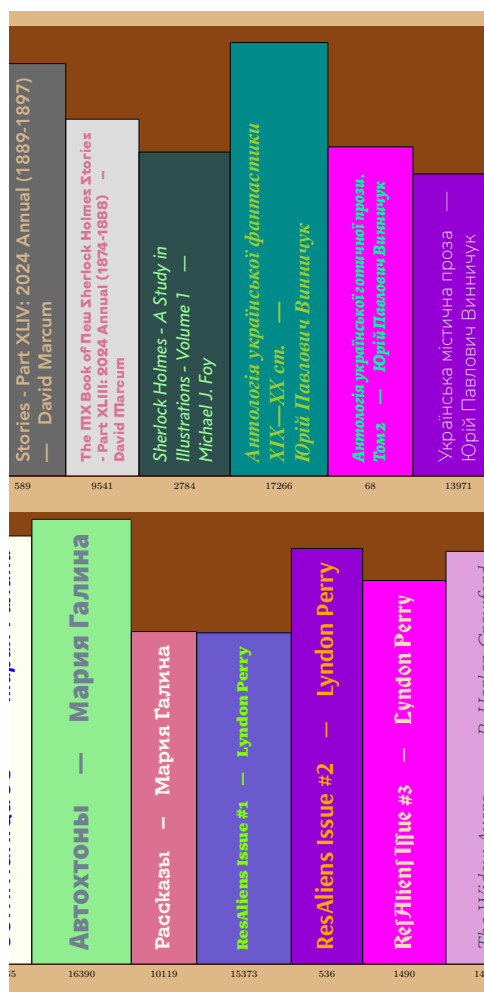 Stories - Part XLIV: 2024 Annual (1889-1897)
— David Marcum
The MX Book of New Sherlock Holmes Stories
- Part XLIII: 2024 Annual (1874-1888) —
David Marcum
Sherlock Holmes - A Study in
Illustrations - Volume 1 —
Michael J. Foy
Антологія української фантастики
XIX—XX ст. —
Юрій Павлович Винничук
Антологія української готичної прози.
Том 2 — Юрій Павлович Винничук
Українська містична проза —
Юрій Павлович Винничук
589 9541 2784 17266 68 13971
Автохтоны — Мария Галина
Рассказы — Мария Галина
ResAliens Issue #1 — Lyndon Perry
ResAliens Issue #2 — Lyndon Perry
ResAliens Issue #3 — Lyndon Perry
16390 10119 15373 536 1490